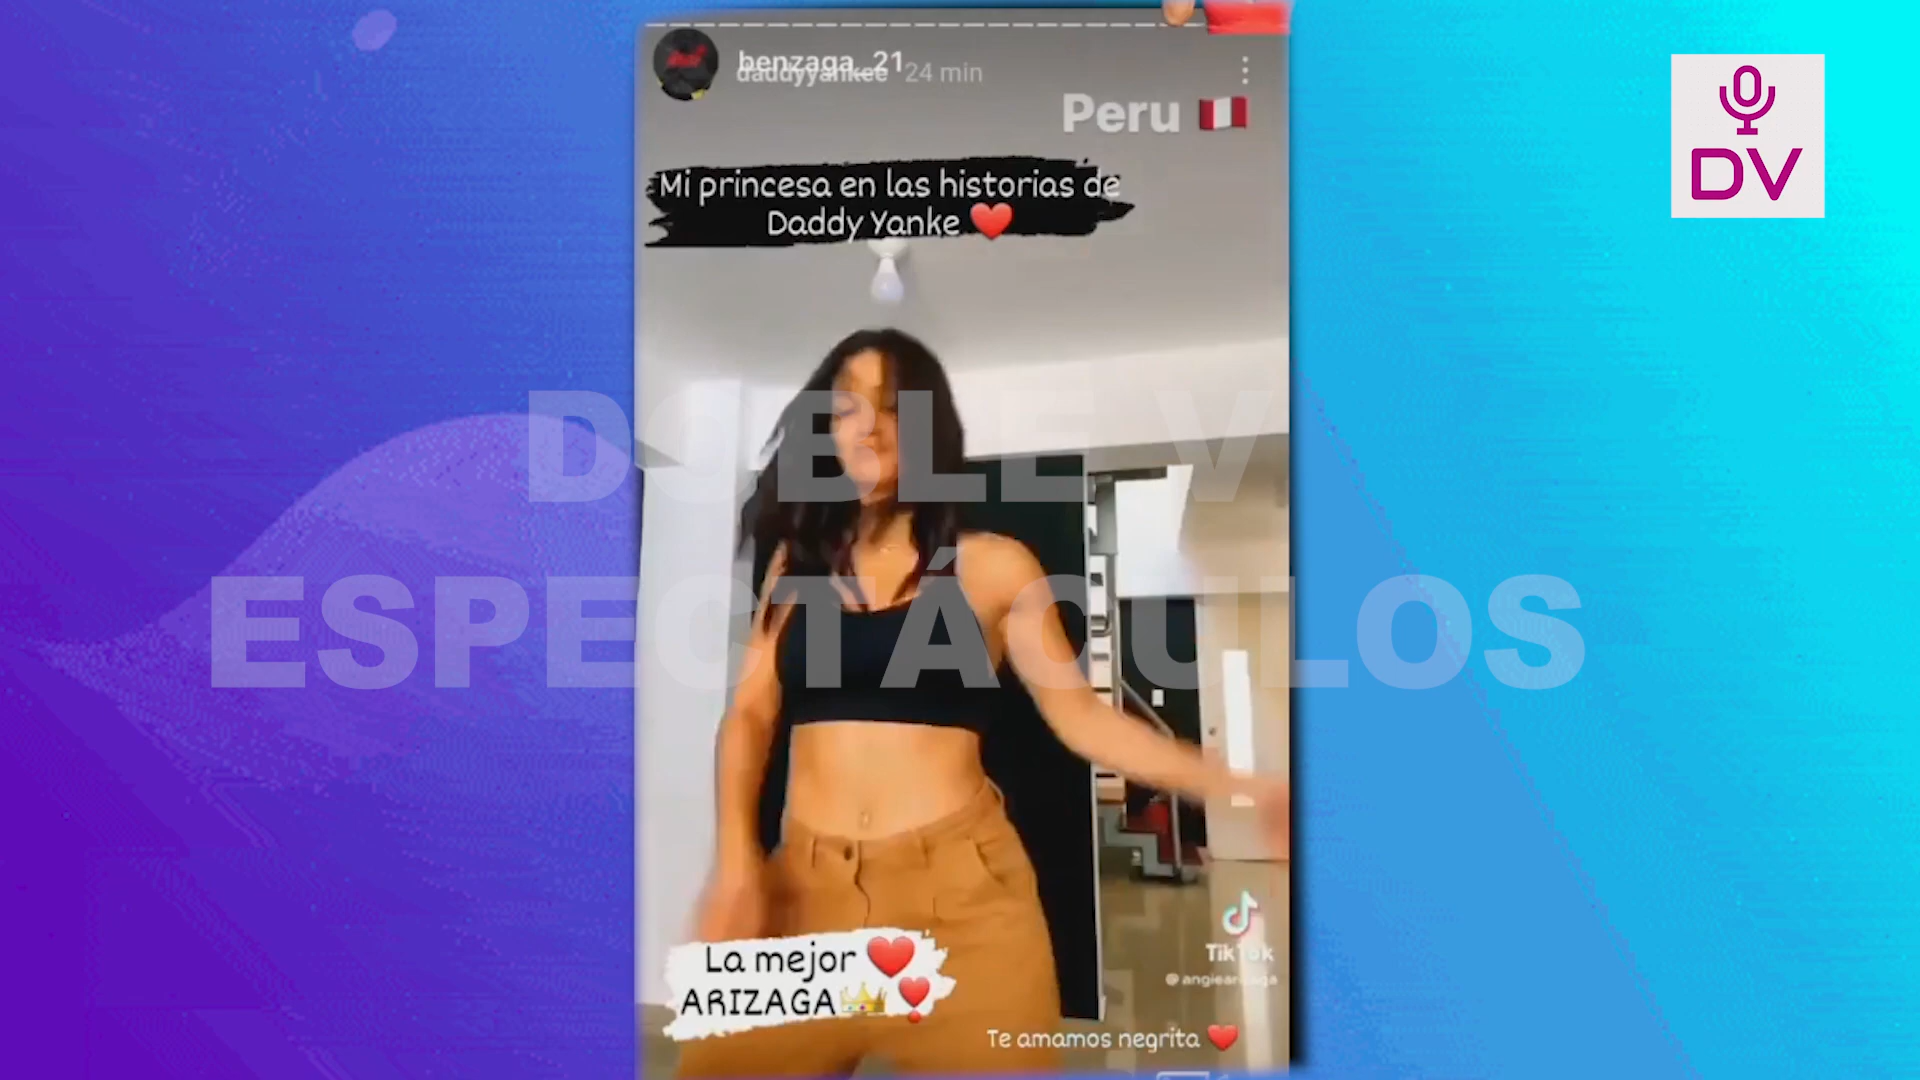 benzaga_21
daddyyankee 24 min
Peru
DV
Mi princesa en las historias de
Daddy Yanke
DOBLE V
ESPECTÁCULOS
La mejor
ARIZAGA
TikTok
@angiearizaga
Te amamos negrita